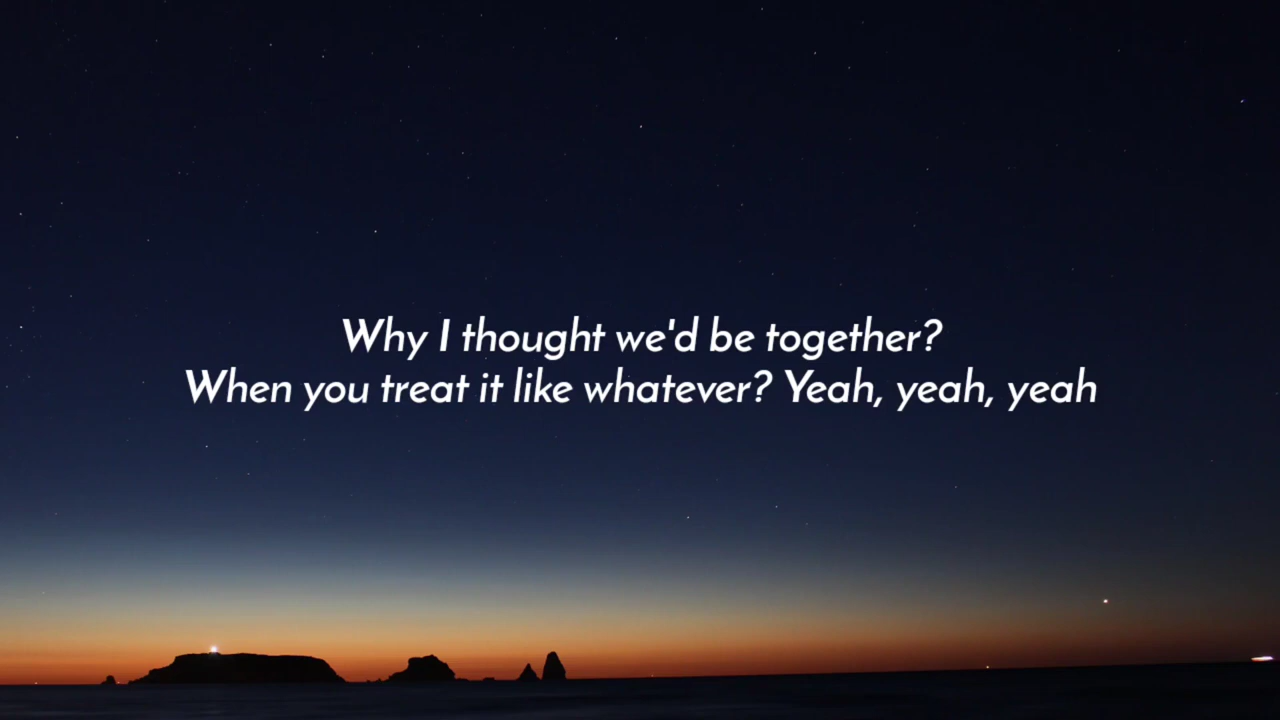 Why I thought we'd be together?
When you treat it like whatever? Yeah, yeah, yeah